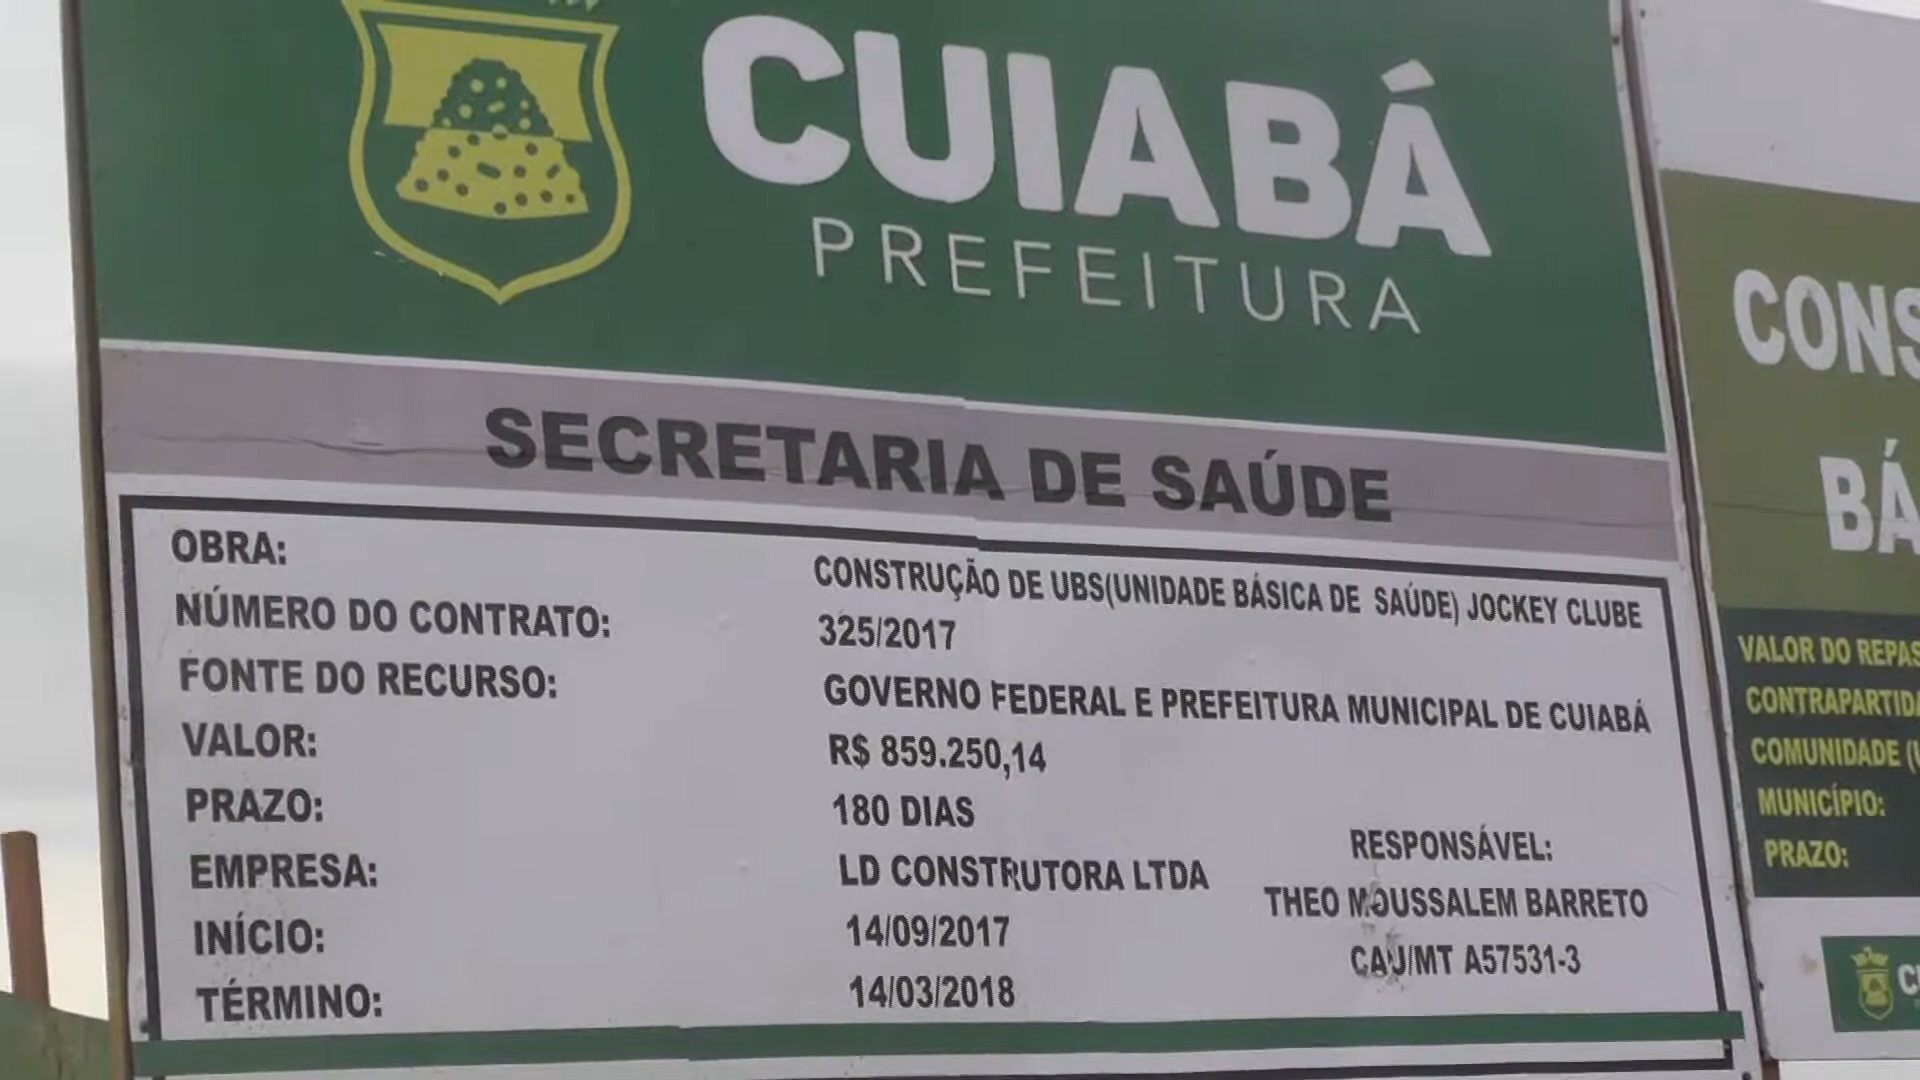 CUIABÁ
PREFEITURA
SECRETARIA DE SAÚDE
OBRA: CONSTRUÇÃO DE UBS(UNIDADE BÁSICA DE SAÚDE) JOCKEY CLUBE
NÚMERO DO CONTRATO: 325/2017
FONTE DO RECURSO: GOVERNO FEDERAL E PREFEITURA MUNICIPAL DE CUIABÁ
VALOR: R$ 859.250,14
PRAZO: 180 DIAS
EMPRESA: LD CONSTRUTORA LTDA
INÍCIO: 14/09/2017
TÉRMINO: 14/03/2018
RESPONSÁVEL:
THEO MOUSSALEM BARRETO
CAU/MT A57531-3
CONS
BÁ
VALOR DO REPAS
CONTRAPARTIDA
COMUNIDADE (
MUNICÍPIO:
PRAZO: